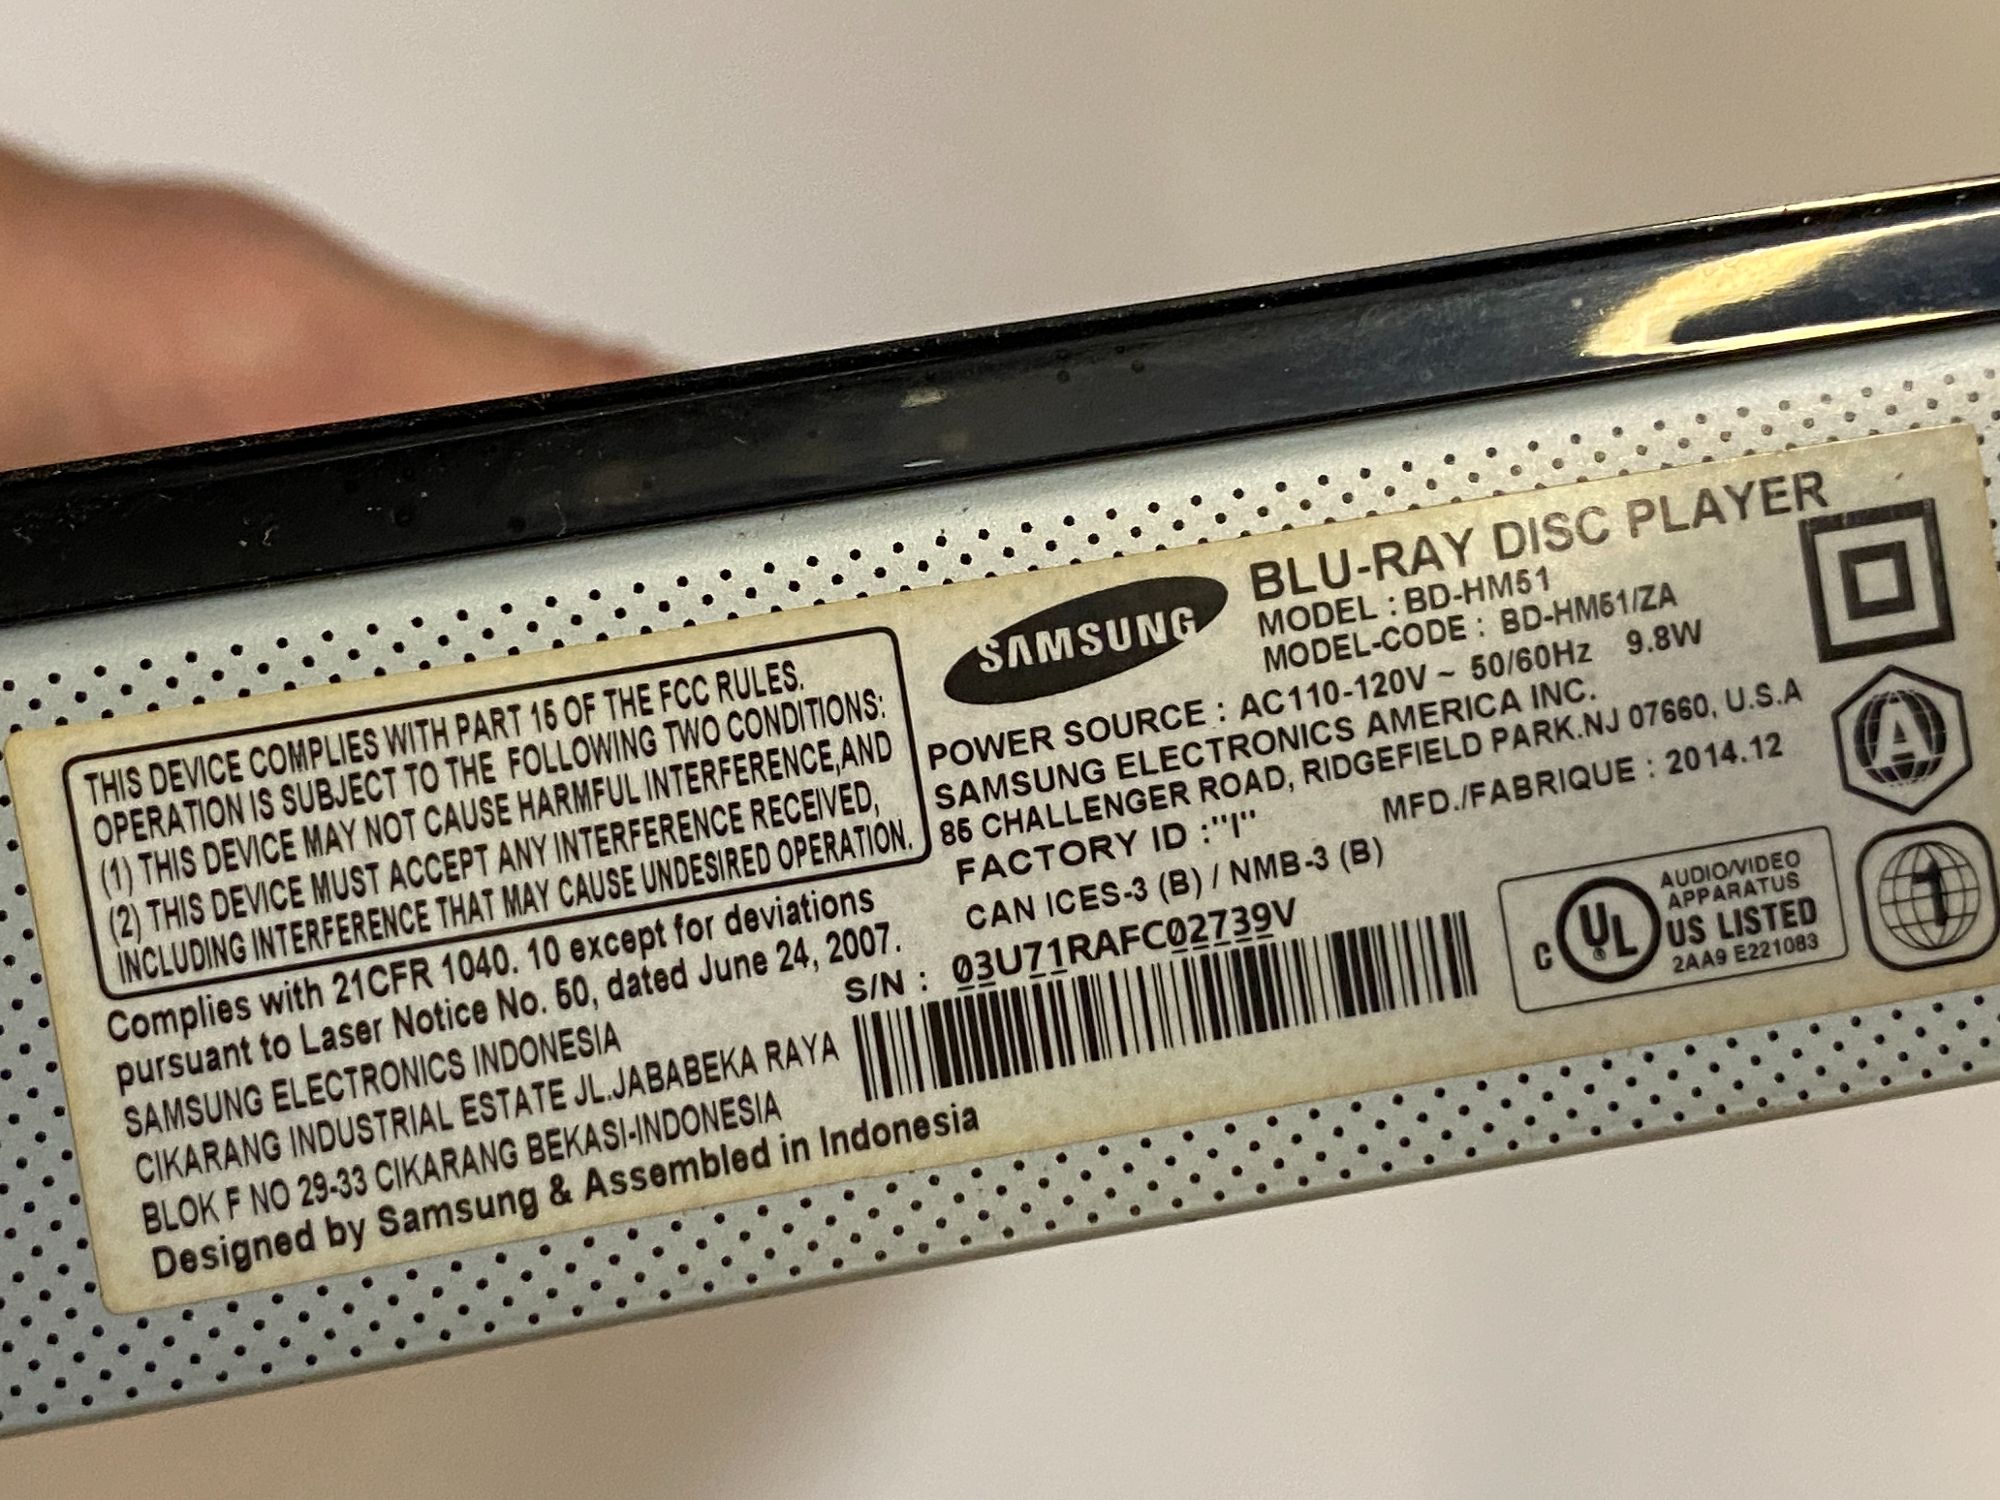 THIS DEVICE COMPLIES WITH PART 15 OF THE FCC RULES.
OPERATION IS SUBJECT TO THE FOLLOWING TWO CONDITIONS:
(1) THIS DEVICE MAY NOT CAUSE HARMFUL INTERFERENCE,AND
(2) THIS DEVICE MUST ACCEPT ANY INTERFERENCE RECEIVED,
INCLUDING INTERFERENCE THAT MAY CAUSE UNDESIRED OPERATION.
Complies with 21CFR 1040. 10 except for deviations
pursuant to Laser Notice No. 50, dated June 24, 2007.
SAMSUNG ELECTRONICS INDONESIA
CIKARANG INDUSTRIAL ESTATE JL.JABABEKA RAYA
BLOK F NO 29-33 CIKARANG BEKASI-INDONESIA
Designed by Samsung & Assembled in Indonesia
SAMSUNG
BLU-RAY DISC PLAYER
MODEL : BD-HM51
MODEL-CODE : BD-HM51/ZA
POWER SOURCE : AC110-120V ~ 50/60Hz 9.8W
SAMSUNG ELECTRONICS AMERICA INC.
85 CHALLENGER ROAD, RIDGEFIELD PARK.NJ 07660, U.S.A
FACTORY ID :"I"
MFD./FABRIQUE : 2014.12
CAN ICES-3 (B) / NMB-3 (B)
S/N : 03U71RAFC02739V
A
1
C UL ® US LISTED
AUDIO/VIDEO
APPARATUS
2AA9 E221083